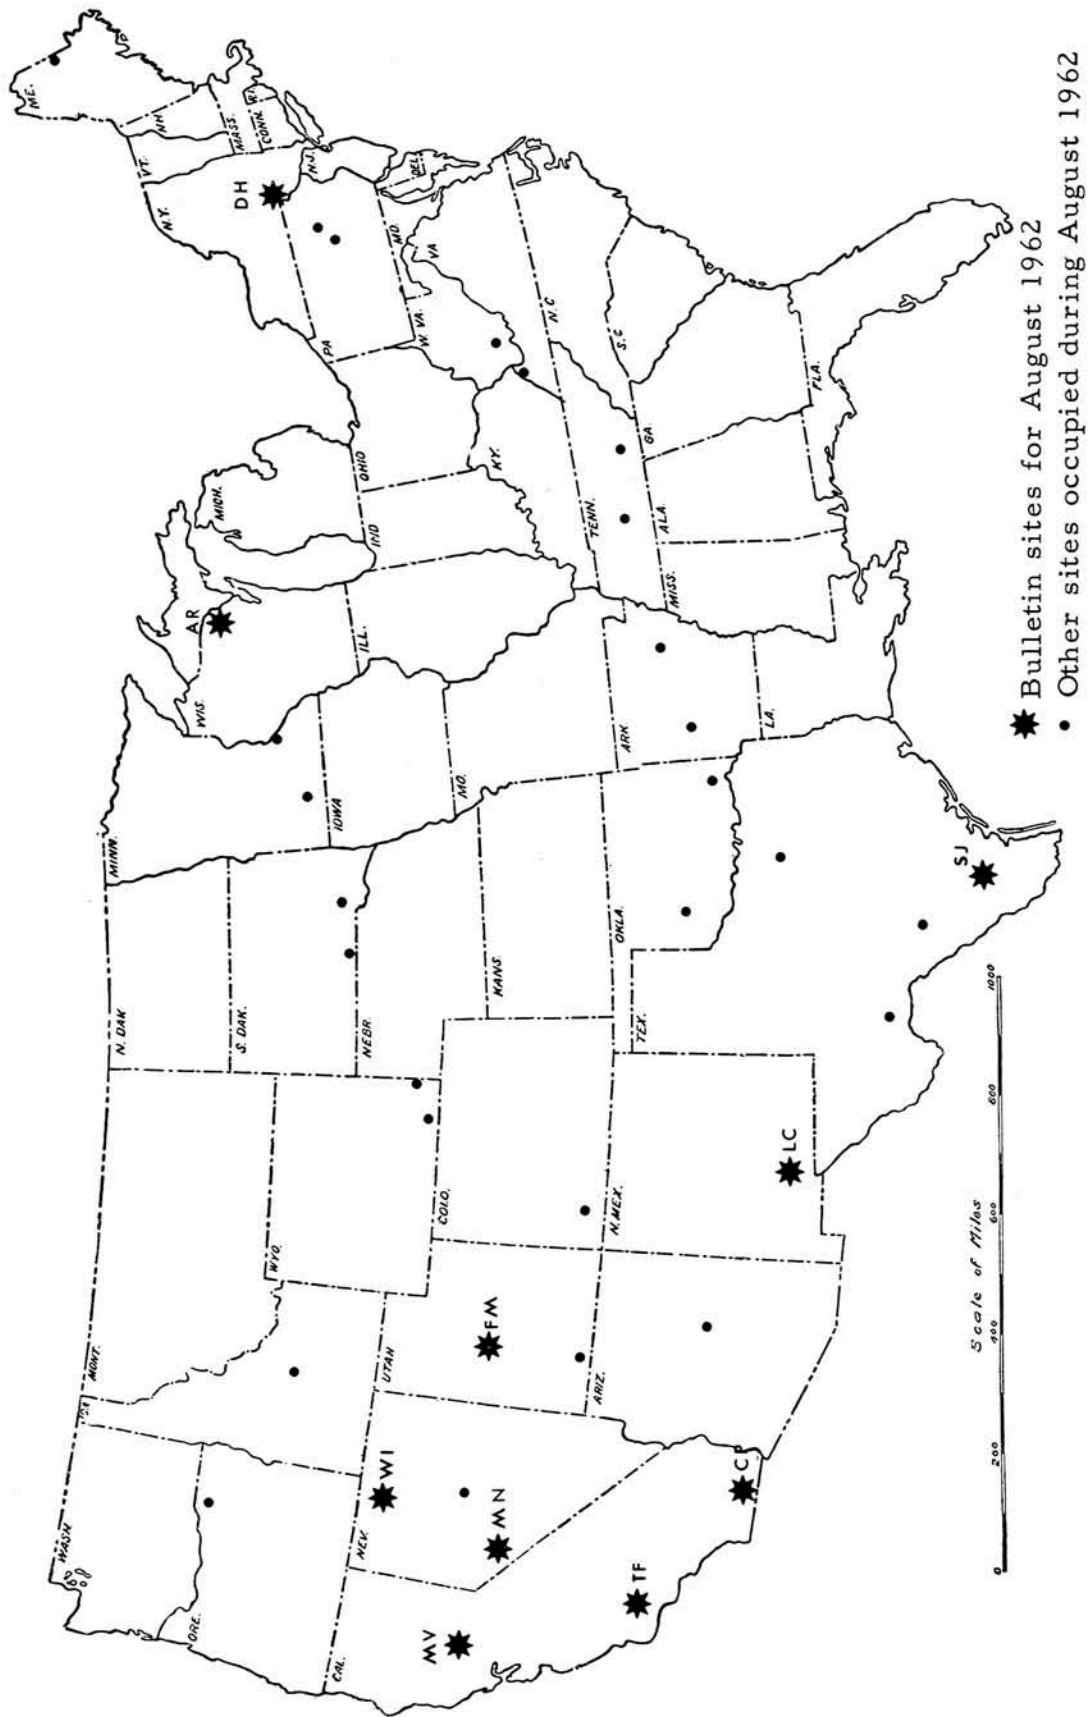 WASH
MONT.
N. DAK
MINN.
ME.
VT.
NH
N.Y.
MASS.
CONN.
R.I.
ORE.
S. DAK.
WIS.
MICH.
AR
DH
N.J.
WYO.
NEBR.
IOWA
ILL.
IND
OHIO
PA
MD.
DEL.
CAL.
NEV.
UTAH
COLO.
KANS.
MO.
KY.
W. VA.
VA
WI
MN
MV
FM
ARIZ.
N.MEX.
TEX.
OKLA.
ARK.
TENN.
N.C
S.C
TF
CP
LC
LA.
MISS.
ALA.
GA.
FLA.
SJ
Scale of Miles
0 200 400 600 800 1000
Bulletin sites for August 1962
Other sites occupied during August 1962